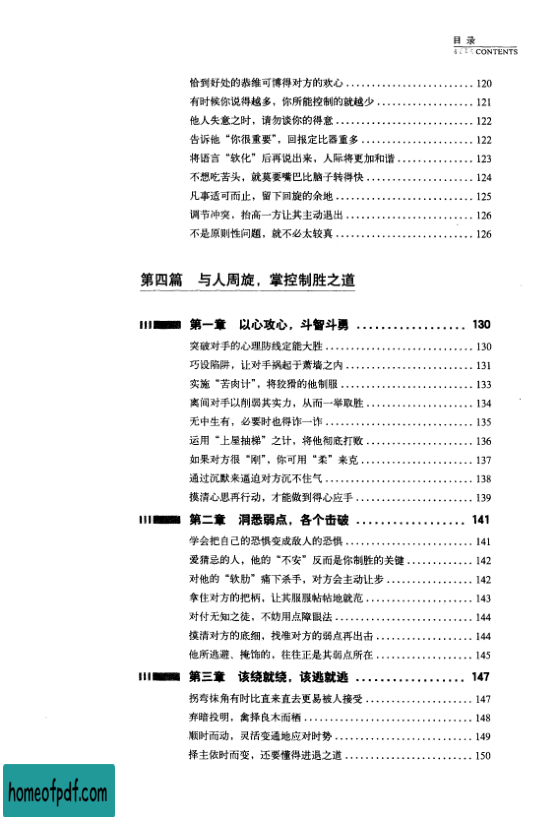 目 录
CONTENTS
恰到好处的恭维可博得对方的欢心........................120
有时候你说得越多，你所能控制的就越少..................121
他人失意之时，请勿谈你的得意..........................122
告诉他“你很重要”，回报定比器重多.....................122
将语言“软化”后再说出来，人际将更加和谐...............123
不想吃苦头，就莫要嘴巴比脑子转得快....................124
凡事适可而止，留下回旋的余地..........................125
调节冲突，抬高一方让其主动退出........................126
不是原则性问题，就不必太较真..........................126
第四篇 与人周旋，掌控制胜之道
第一章 以心攻心，斗智斗勇..................130
突破对手的心理防线定能大胜............................130
巧设陷阱，让对手祸起于萧墙之内........................131
实施“苦肉计”，将狡猾的他制服.........................133
离间对手以削弱其实力，从而一举取胜....................134
无中生有，必要时也得诈一诈............................135
运用“上屋抽梯”之计，将他彻底打败.....................136
如果对方很“刚”，你可用“柔”来克......................137
通过沉默来逼迫对方沉不住气............................138
摸清心思再行动，才能做到得心应手......................139
第二章 洞悉弱点，各个击破..................141
学会把自己的恐惧变成敌人的恐惧........................141
爱猜忌的人，他的“不安”反而是你制胜的关键.............142
对他的“软肋”痛下杀手，对方会主动让步.................142
拿住对方的把柄，让其服服帖帖地就范....................143
对付无知之徒，不妨用点障眼法..........................144
摸清对方的底细，找准对方的弱点再出击..................144
他所逃避、掩饰的，往往正是其弱点所在..................145
第三章 该绕就绕，该逃就逃..................147
拐弯抹角有时比直来直去更易被人接受....................147
弃暗投明，禽择良木而栖................................148
顺时而动，灵活变通地应对时势..........................149
择主依时而变，还要懂得进退之道........................150
homeofpdf.com